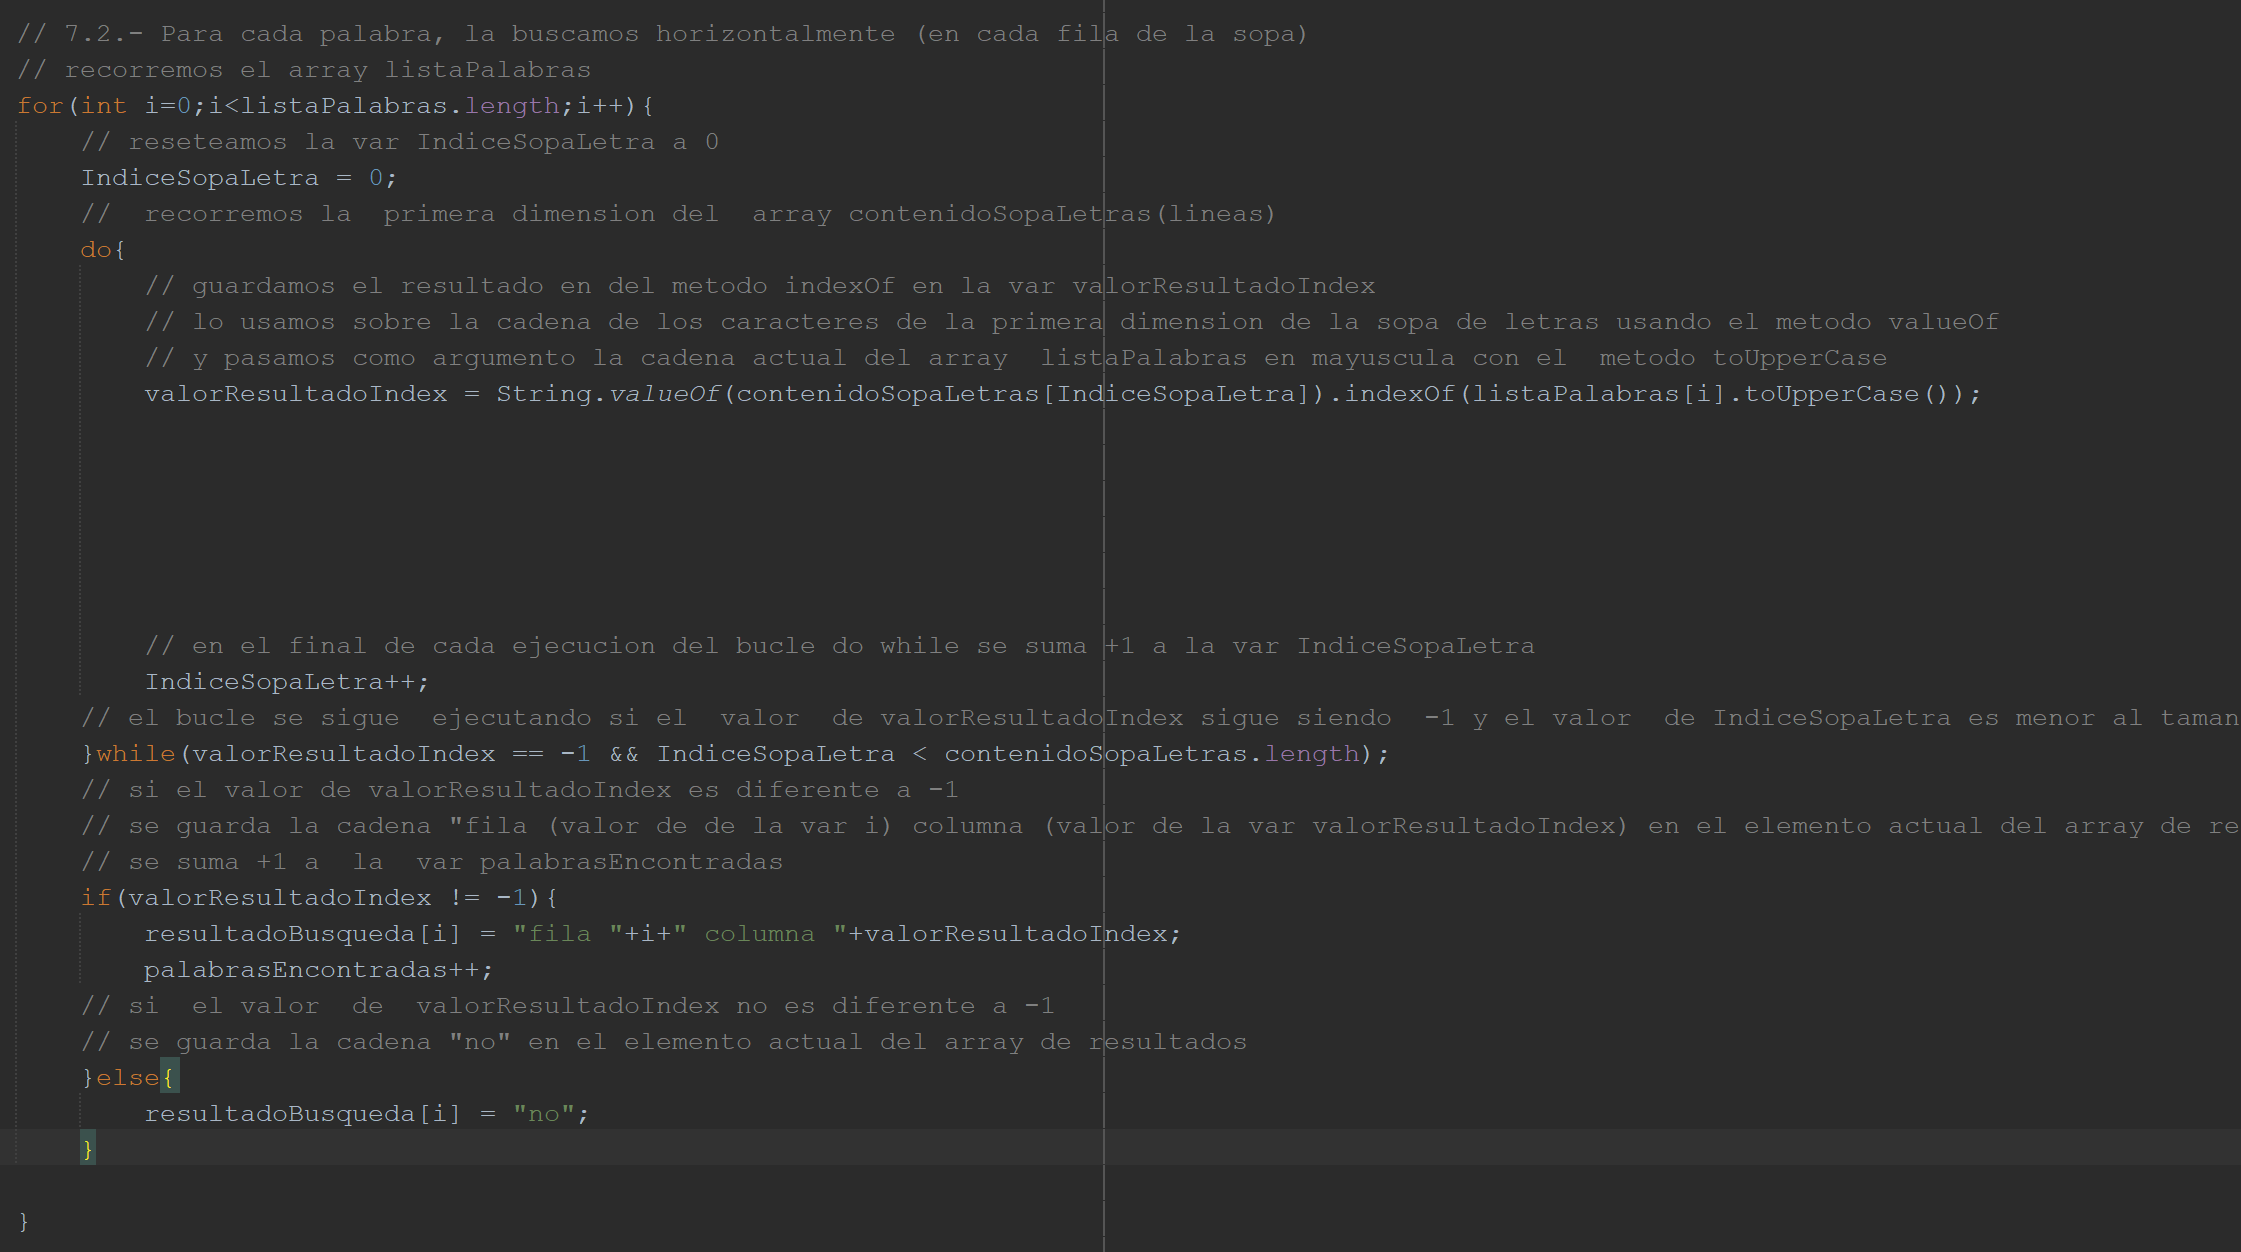 // 7.2.- Para cada palabra, la buscamos horizontalmente (en cada fila de la sopa)
// recorremos el array listaPalabras
for(int i=0;i<listaPalabras.length;i++){
    // reseteamos la var IndiceSopaLetra a 0
    IndiceSopaLetra = 0;
    //  recorremos la  primera dimension del  array contenidoSopaLetras(lineas)
    do{
        // guardamos el resultado en del metodo indexOf en la var valorResultadoIndex
        // lo usamos sobre la cadena de los caracteres de la primera dimension de la sopa de letras usando el metodo valueOf
        // y pasamos como argumento la cadena actual del array  listaPalabras en mayuscula con el  metodo toUpperCase
        valorResultadoIndex = String.valueOf(contenidoSopaLetras[IndiceSopaLetra]).indexOf(listaPalabras[i].toUpperCase());
        // en el final de cada ejecucion del bucle do while se suma +1 a la var IndiceSopaLetra
        IndiceSopaLetra++;
    // el bucle se sigue  ejecutando si el  valor  de valorResultadoIndex sigue siendo  -1 y el valor  de IndiceSopaLetra es menor al taman
    }while(valorResultadoIndex == -1 && IndiceSopaLetra < contenidoSopaLetras.length);
    // si el valor de valorResultadoIndex es diferente a -1
    // se guarda la cadena "fila (valor de de la var i) columna (valor de la var valorResultadoIndex) en el elemento actual del array de re
    // se suma +1 a  la  var palabrasEncontradas
    if(valorResultadoIndex != -1){
        resultadoBusqueda[i] = "fila "+i+" columna "+valorResultadoIndex;
        palabrasEncontradas++;
    // si  el valor  de  valorResultadoIndex no es diferente a -1
    // se guarda la cadena "no" en el elemento actual del array de resultados
    }else{
        resultadoBusqueda[i] = "no";
    }
}